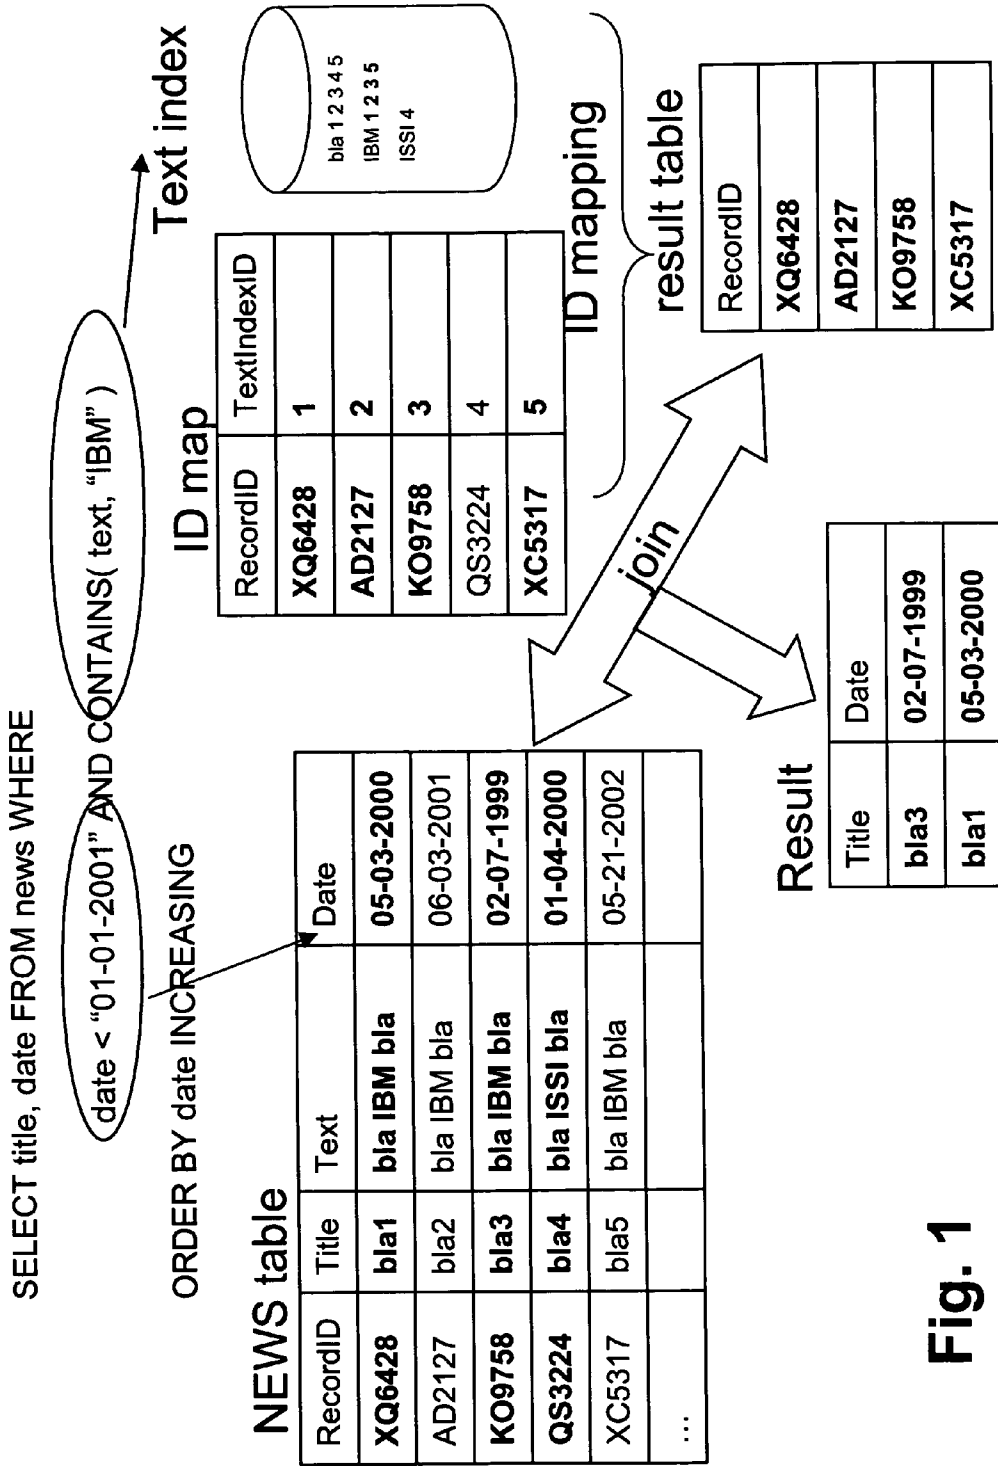 SELECT title, date FROM news WHERE
date < “01-01-2001” AND CONTAINS( text, “IBM” )
ORDER BY date INCREASING
Text index
bla 1 2 3 4 5
IBM 1 2 3 5
ISSI 4
ID map
RecordID TextIndexID
XQ6428 1
AD2127 2
KO9758 3
QS3224 4
XC5317 5
NEWS table
RecordID Title Text Date
XQ6428 bla1 bla IBM bla 05-03-2000
AD2127 bla2 bla IBM bla 06-03-2001
KO9758 bla3 bla IBM bla 02-07-1999
QS3224 bla4 bla ISSI bla 01-04-2000
XC5317 bla5 bla IBM bla 05-21-2002
...
ID mapping
result table
RecordID
XQ6428
AD2127
KO9758
XC5317
join
Result
Title Date
bla3 02-07-1999
bla1 05-03-2000
Fig. 1